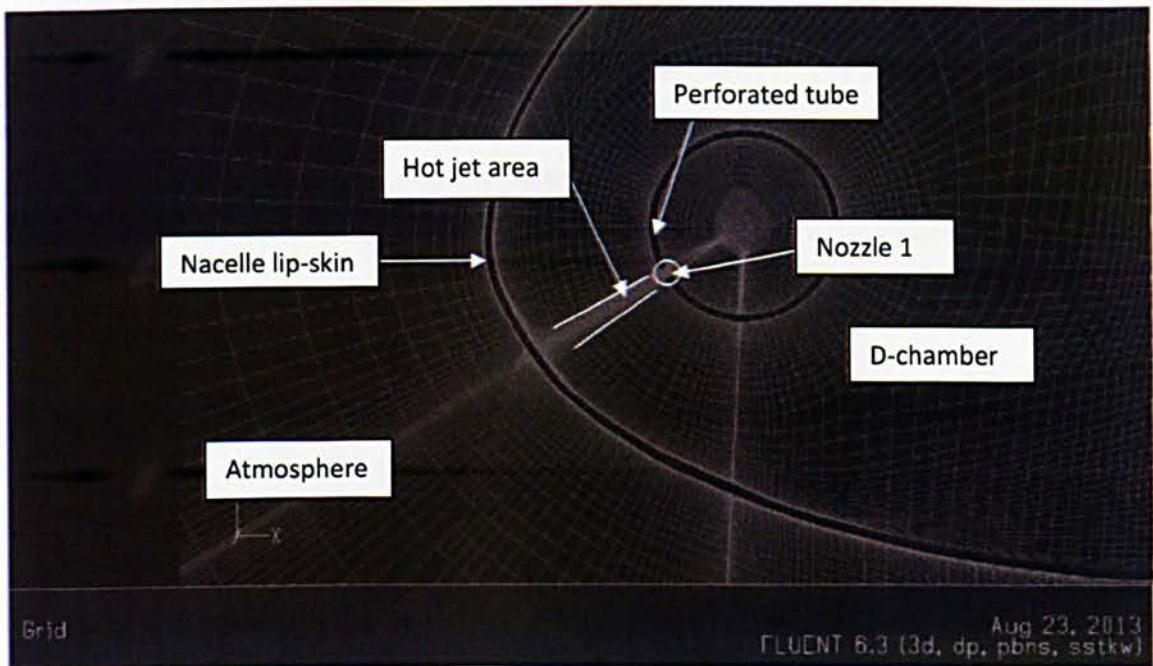 Perforated tube
Hot jet area
Nacelle lip-skin
Nozzle 1
D-chamber
Atmosphere
X
Grid
Aug 23, 2013
FLUENT 6.3 (3d, dp, pbns, sstkw)